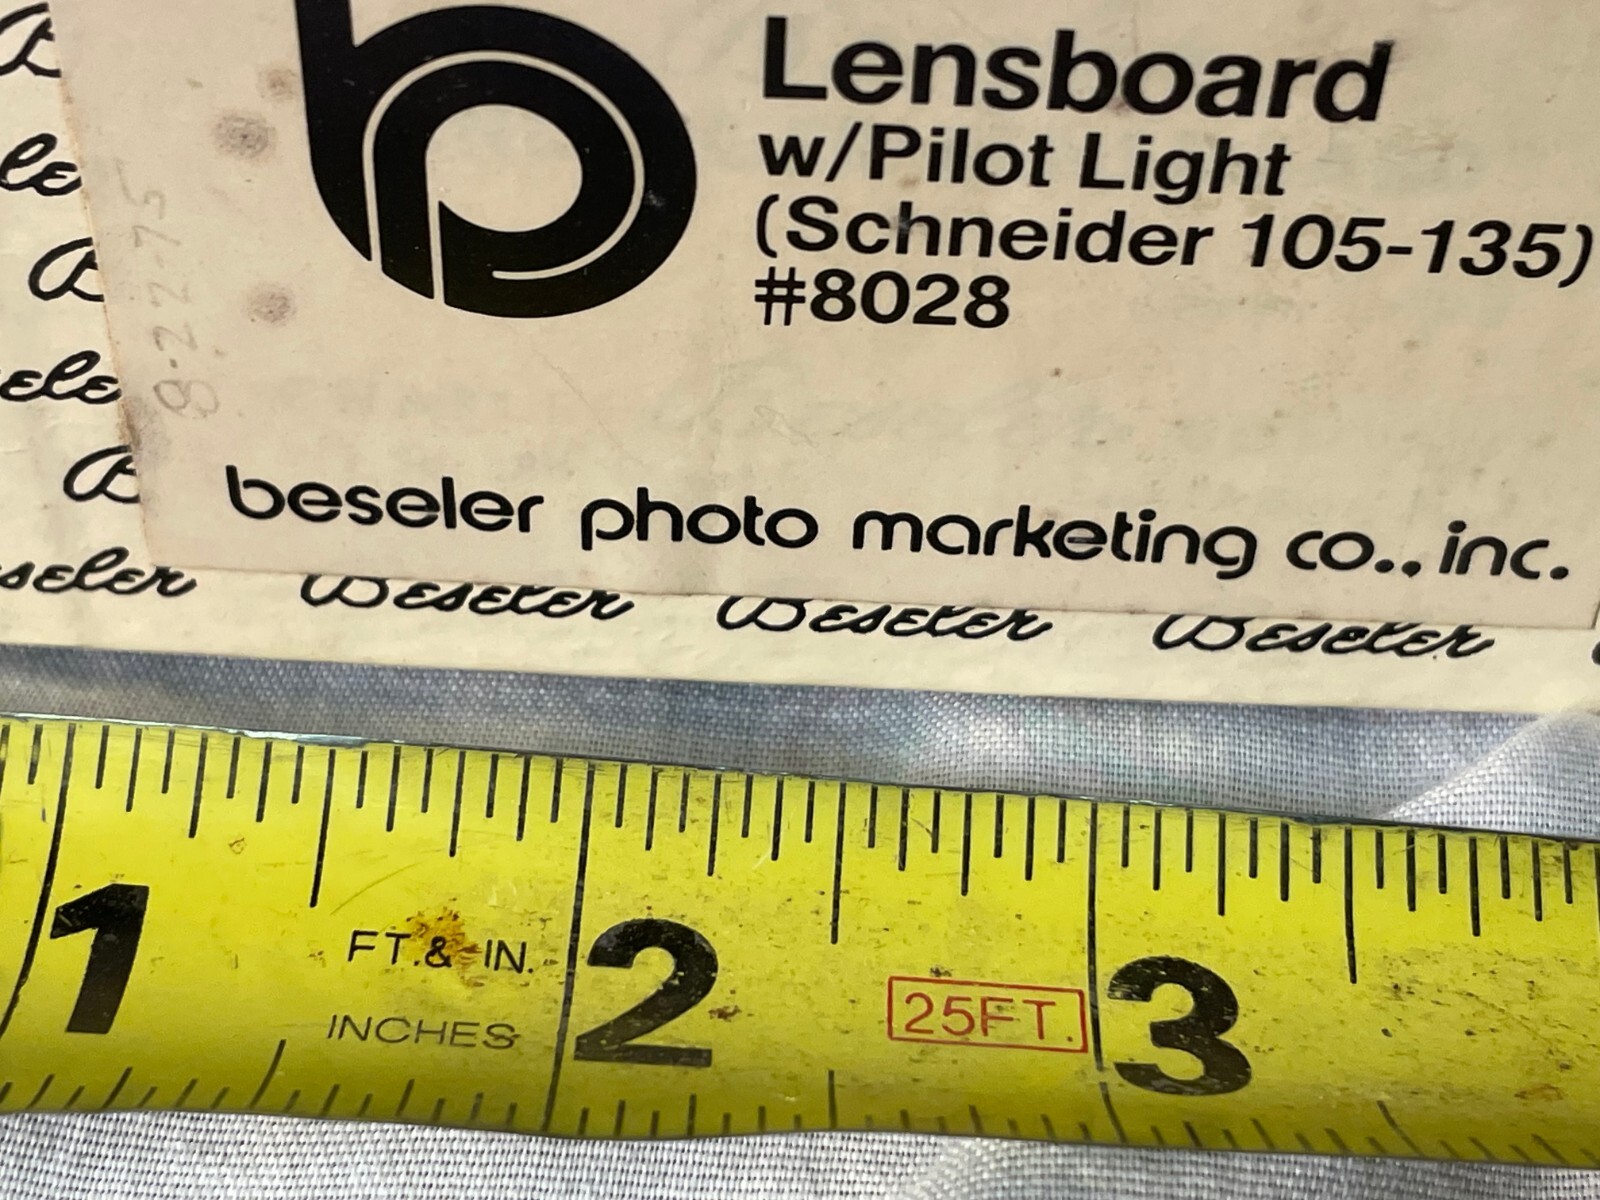 Lensboard
w/Pilot Light
(Schneider 105-135)
#8028
8-22-75
beseler photo marketing co., inc.
Beseler Beseler Beseler
1 2 3
FT. & IN.
INCHES
25FT.